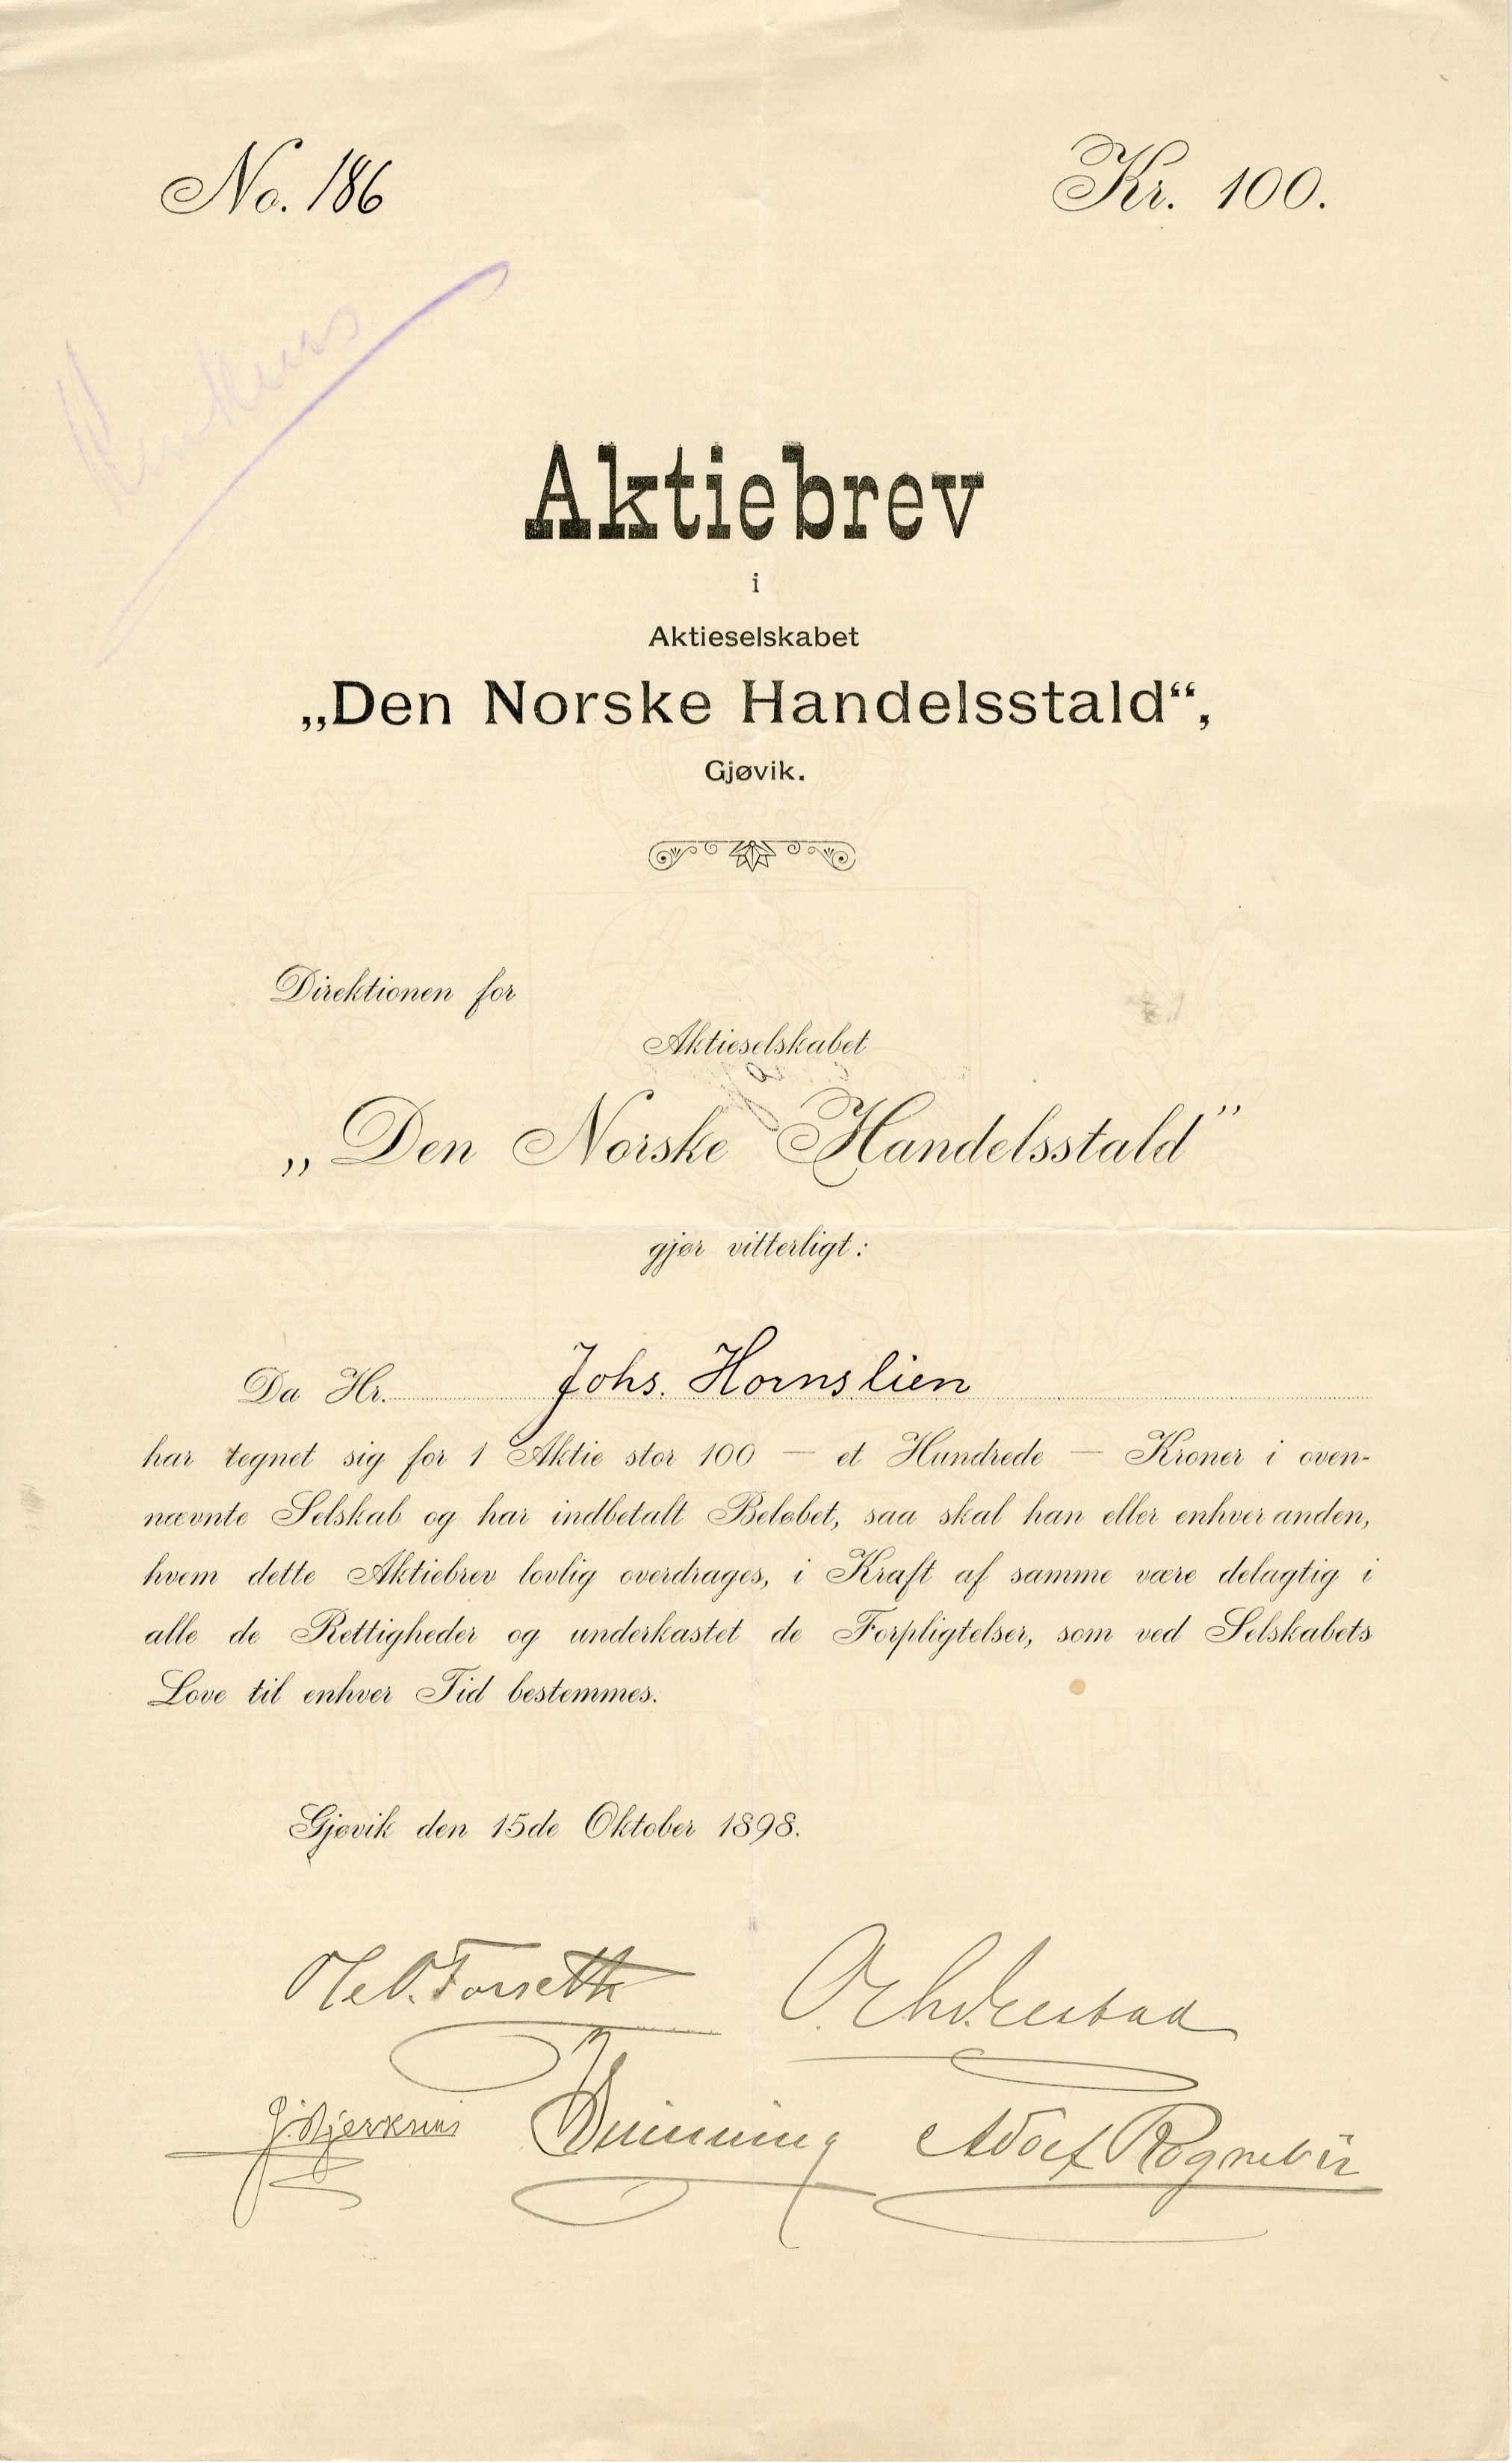 No. 186
Kr. 100.
Aktiebrev
i
Aktieselskabet
„Den Norske Handelsstald“,
Gjøvik.
Direktionen for
Aktieselskabet
„Den Norske Handelsstald”
gjør vitterligt:
Da Hr. Johs. Hornslien
har tegnet sig for 1 Aktie stor 100 — et Hundrede — Kroner i oven-
nævnte Selskab og har indbetalt Beløbet, saa skal han eller enhver anden,
hvem dette Aktiebrev lovlig overdrages, i Kraft af samme være delagtig i
alle de Rettigheder og underkastet de Forpligtelser, som ved Selskabets
Love til enhver Tid bestemmes.
DOKUMENTPAPIR
Gjøvik den 15de Oktober 1898.
Ole O. Forseth
Adolf